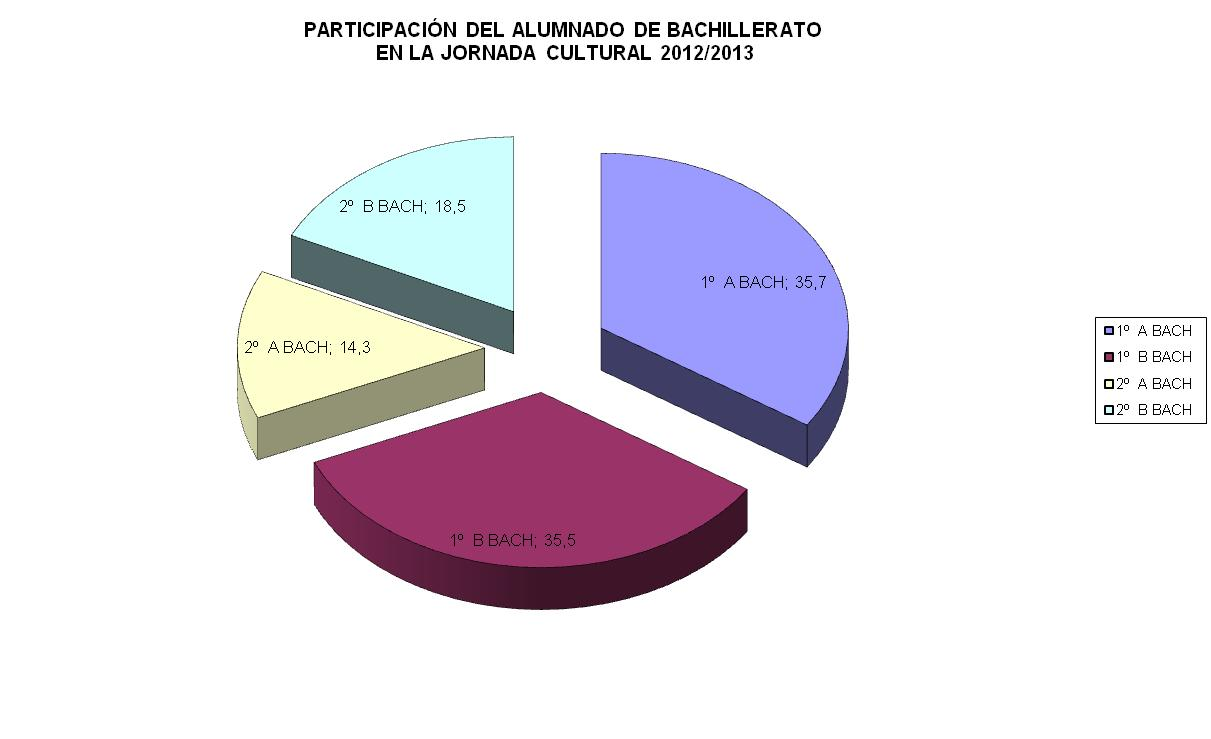 PARTICIPACIÓN DEL ALUMNADO DE BACHILLERATO
EN LA JORNADA CULTURAL 2012/2013
2º B BACH; 18,5
1º A BACH; 35,7
2º A BACH; 14,3
1º B BACH; 35,5
1º A BACH
1º B BACH
2º A BACH
2º B BACH